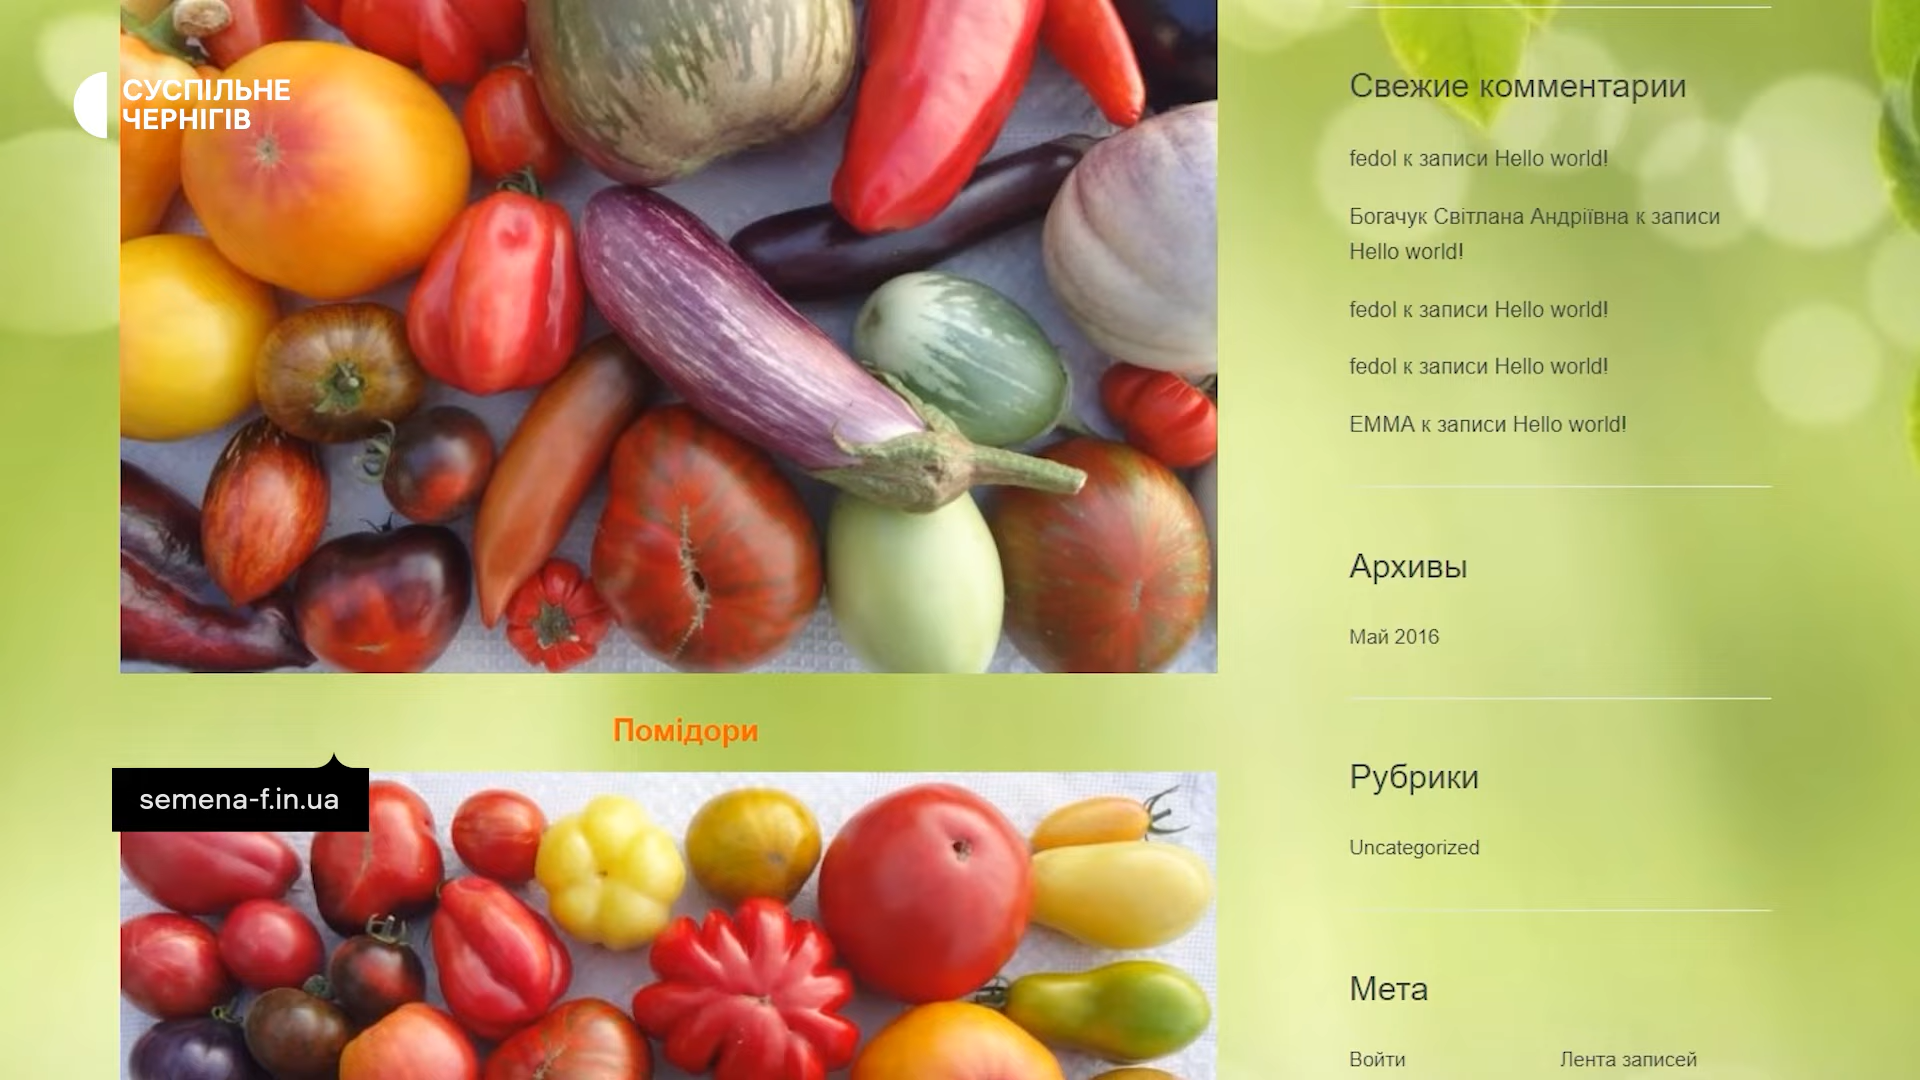 СУСПІЛЬНЕ
ЧЕРНІГІВ
Помідори
semena-f.in.ua
Свежие комментарии
fedol к записи Hello world!
Богачук Світлана Андріївна к записи
Hello world!
fedol к записи Hello world!
fedol к записи Hello world!
ЕММА к записи Hello world!
Архивы
Май 2016
Рубрики
Uncategorized
Мета
Войти
Лента записей